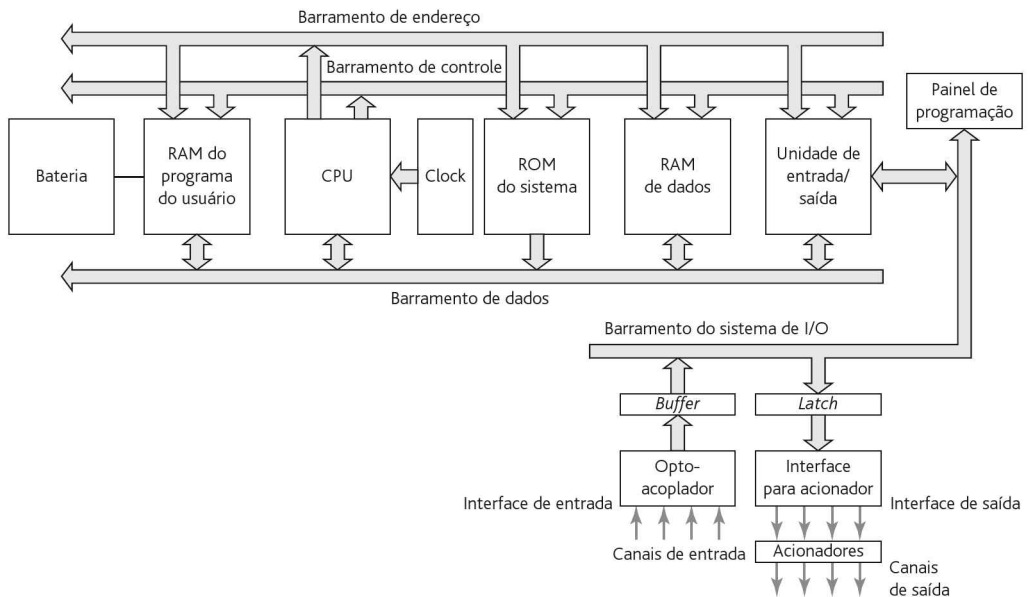 Barramento de endereço
Barramento de controle
Painel de
programação
Bateria
RAM do
programa
do usuário
CPU
Clock
ROM
do sistema
RAM
de dados
Unidade de
entrada/
saída
Barramento de dados
Barramento do sistema de I/O
Buffer
Latch
Opto-
acoplador
Interface
para acionador
Interface de entrada
Interface de saída
Canais de entrada
Acionadores
Canais
de saída